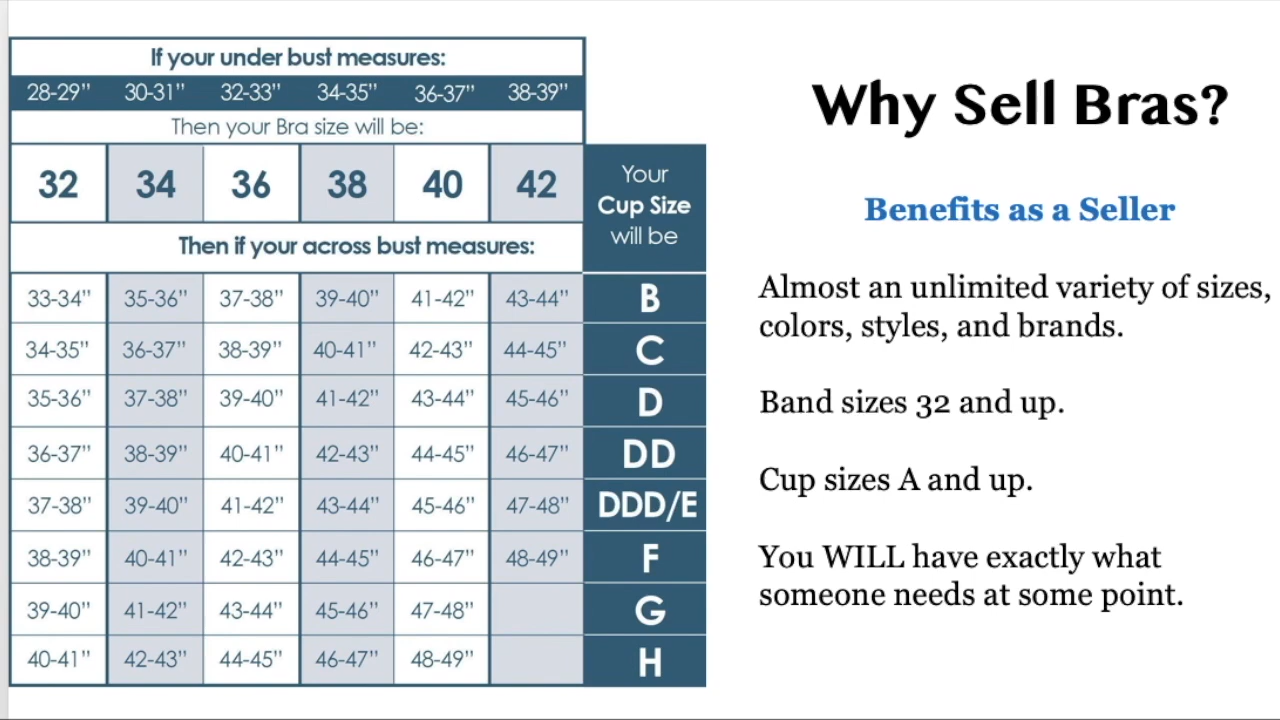 If your under bust measures:
28-29” 30-31” 32-33” 34-35” 36-37” 38-39”
Then your Bra size will be:
32 34 36 38 40 42
Your
Cup Size
will be
Then if your across bust measures:
33-34” 35-36” 37-38” 39-40” 41-42” 43-44” B
34-35” 36-37” 38-39” 40-41” 42-43” 44-45” C
35-36” 37-38” 39-40” 41-42” 43-44” 45-46” D
36-37” 38-39” 40-41” 42-43” 44-45” 46-47” DD
37-38” 39-40” 41-42” 43-44” 45-46” 47-48” DDD/E
38-39” 40-41” 42-43” 44-45” 46-47” 48-49” F
39-40” 41-42” 43-44” 45-46” 47-48” G
40-41” 42-43” 44-45” 46-47” 48-49” H
Why Sell Bras?
Benefits as a Seller
Almost an unlimited variety of sizes,
colors, styles, and brands.
Band sizes 32 and up.
Cup sizes A and up.
You WILL have exactly what
someone needs at some point.